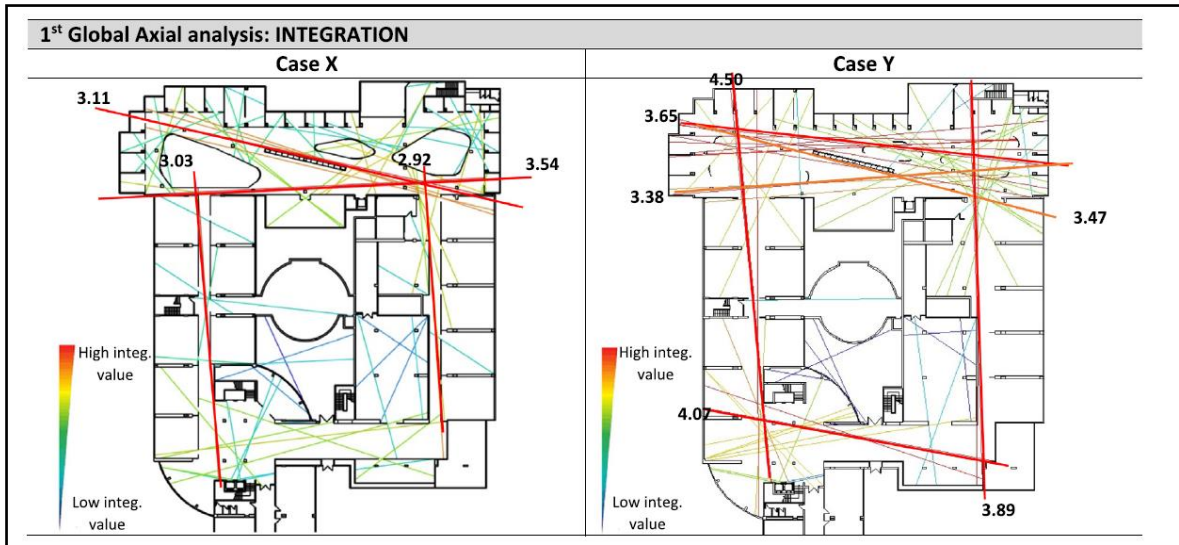 1st Global Axial analysis: INTEGRATION
Case X
Case Y
3.11
3.03
2.92
3.54
High integ.
value
Low integ.
value
4.50
3.65
3.38
3.47
4.07
3.89
High integ.
value
Low integ.
value